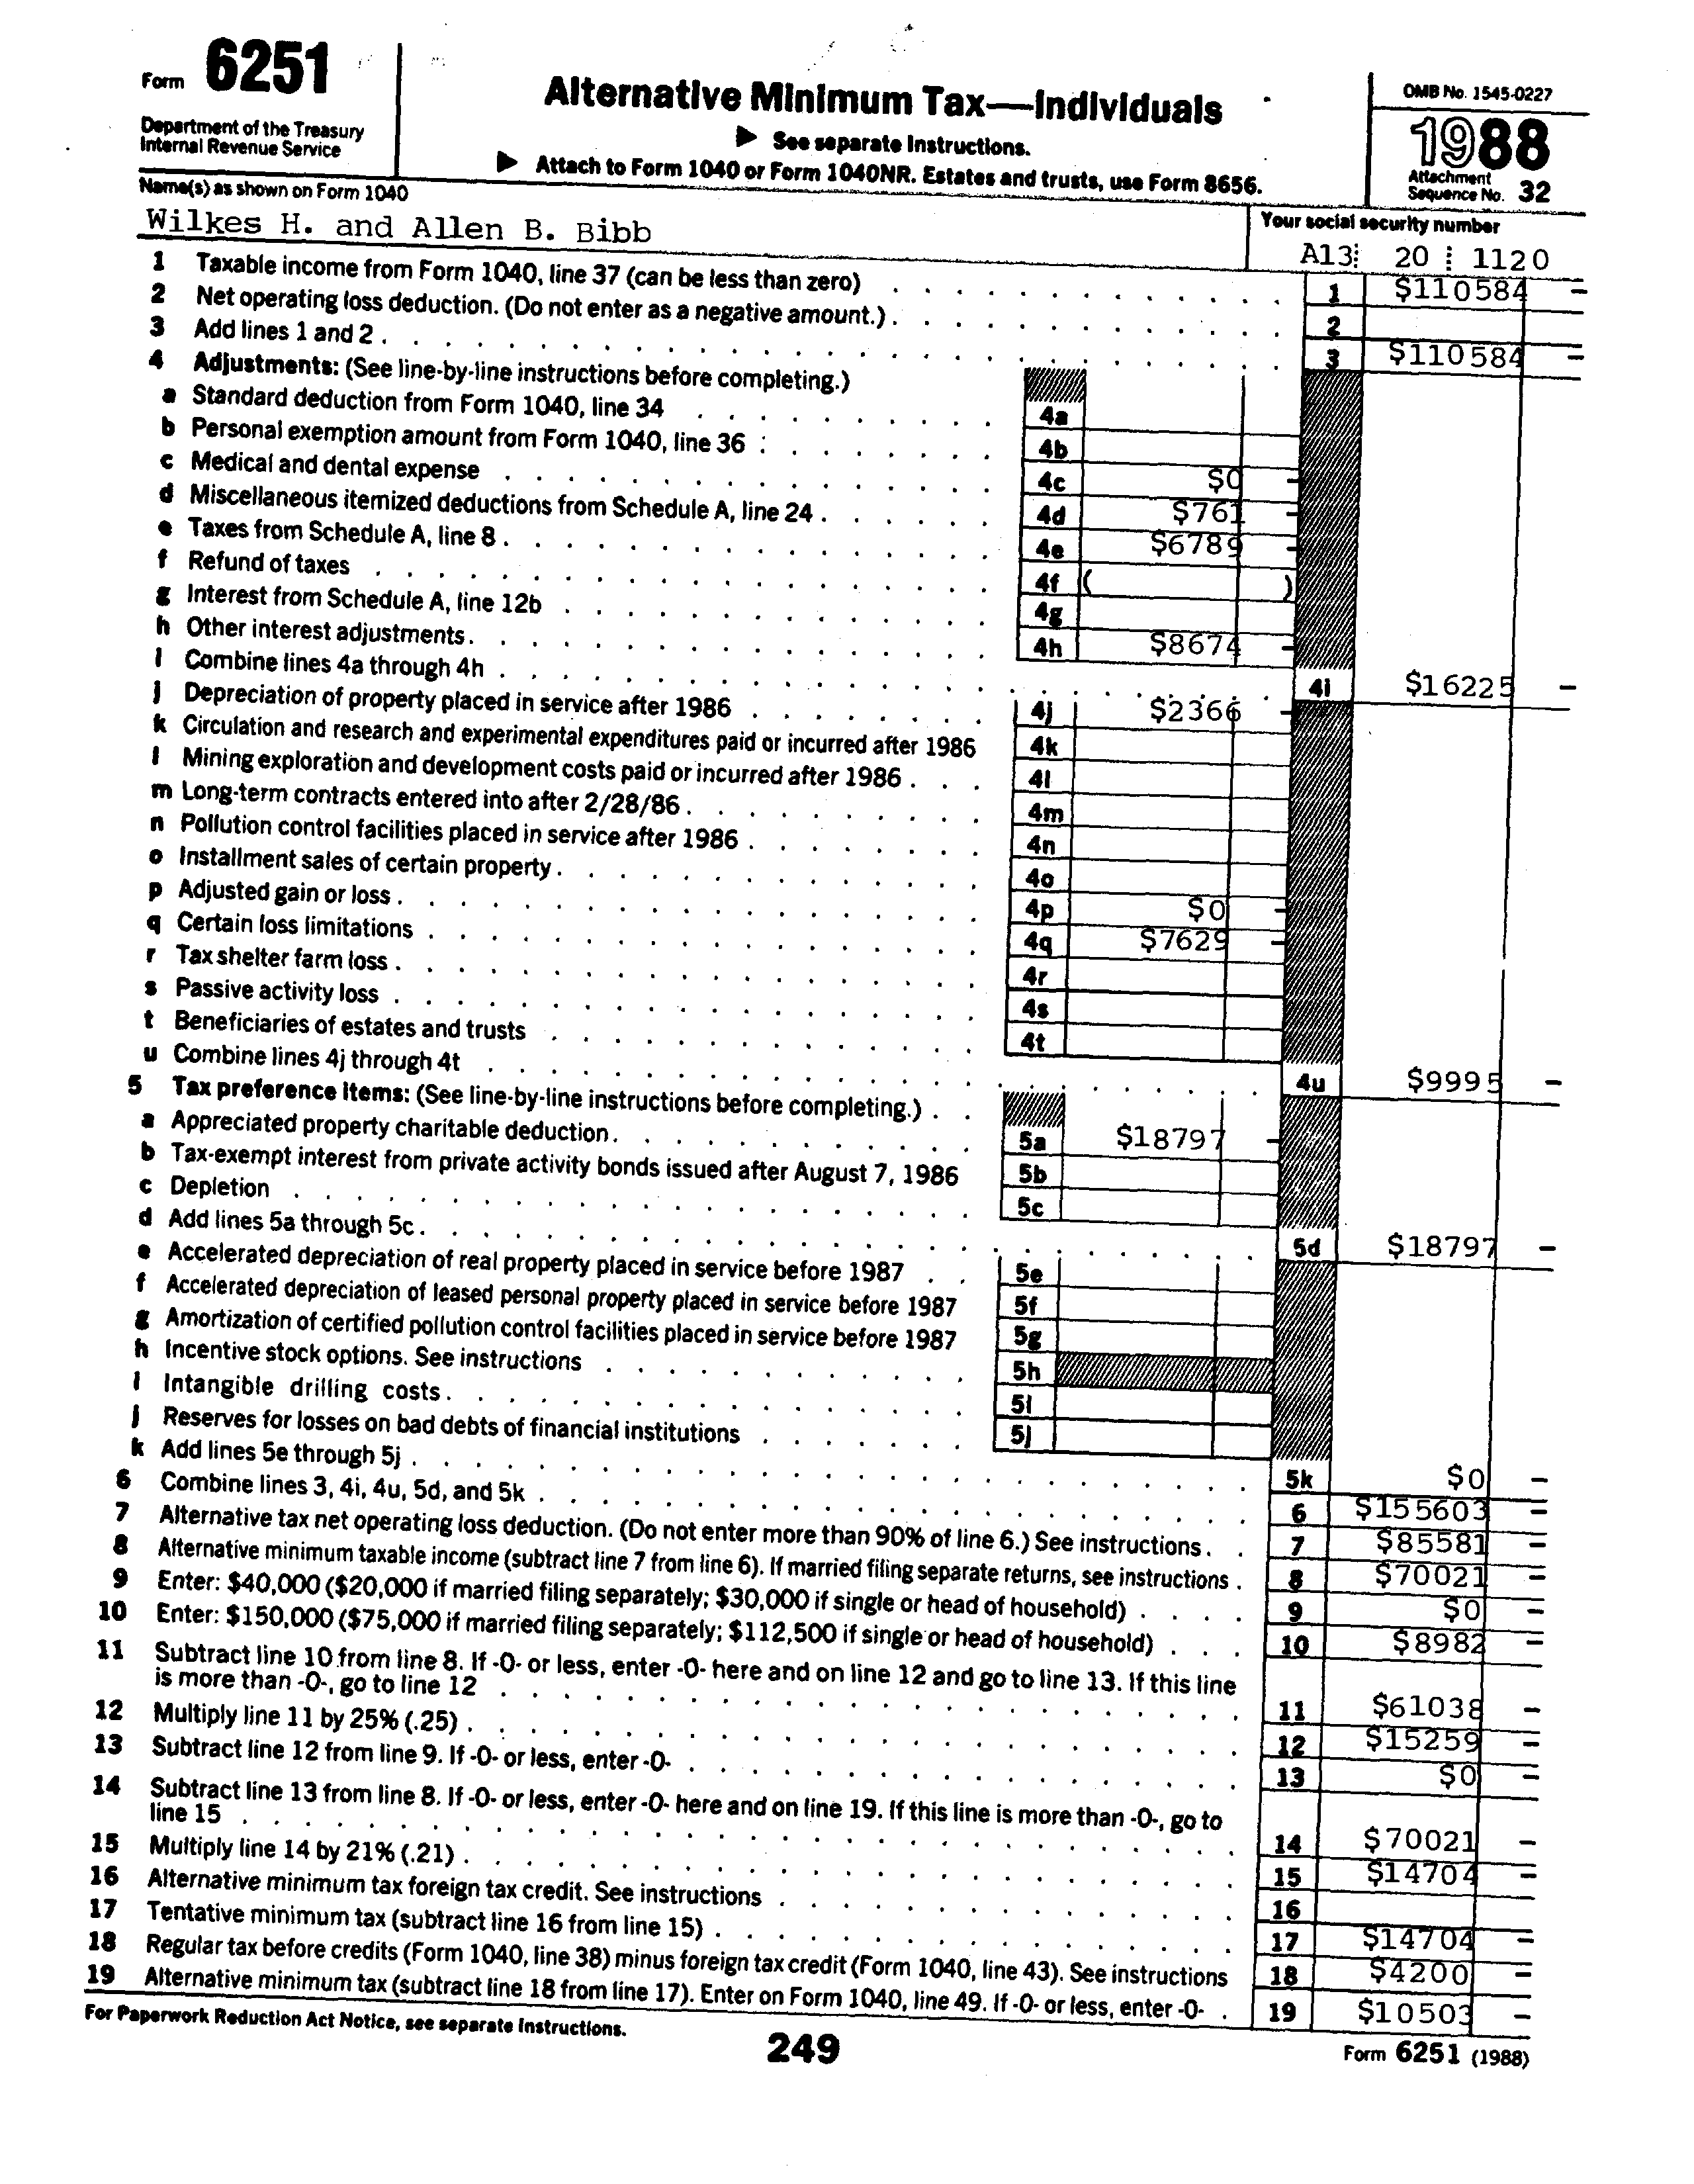 Form 6251
Department of the Treasury
Internal Revenue Service
Alternative Minimum Tax—Individuals
▶ See separate Instructions.
▶ Attach to Form 1040 or Form 1040NR. Estates and trusts, use Form 8656.
OMB No. 1545-0227
1988
Attachment
Sequence No. 32
Name(s) as shown on Form 1040
Wilkes H. and Allen B. Bibb
Your social security number
A13 20 1120
1 Taxable income from Form 1040, line 37 (can be less than zero) 1 $110584 –
2 Net operating loss deduction. (Do not enter as a negative amount.) 2
3 Add lines 1 and 2 3 $110584 –
4 Adjustments: (See line-by-line instructions before completing.)
a Standard deduction from Form 1040, line 34 4a
b Personal exemption amount from Form 1040, line 36 4b
c Medical and dental expense 4c $0 –
d Miscellaneous itemized deductions from Schedule A, line 24 4d $761 –
e Taxes from Schedule A, line 8 4e $6789 –
f Refund of taxes 4f ( )
g Interest from Schedule A, line 12b 4g
h Other interest adjustments 4h $8674 –
i Combine lines 4a through 4h 4i $16225 –
j Depreciation of property placed in service after 1986 4j $2366 –
k Circulation and research and experimental expenditures paid or incurred after 1986 4k
l Mining exploration and development costs paid or incurred after 1986 4l
m Long-term contracts entered into after 2/28/86 4m
n Pollution control facilities placed in service after 1986 4n
o Installment sales of certain property 4o
p Adjusted gain or loss 4p $0 –
q Certain loss limitations 4q $7629 –
r Tax shelter farm loss 4r
s Passive activity loss 4s
t Beneficiaries of estates and trusts 4t
u Combine lines 4j through 4t 4u $9995 –
5 Tax preference items: (See line-by-line instructions before completing.)
a Appreciated property charitable deduction 5a $18797 –
b Tax-exempt interest from private activity bonds issued after August 7, 1986 5b
c Depletion 5c
d Add lines 5a through 5c 5d $18797 –
e Accelerated depreciation of real property placed in service before 1987 5e
f Accelerated depreciation of leased personal property placed in service before 1987 5f
g Amortization of certified pollution control facilities placed in service before 1987 5g
h Incentive stock options. See instructions 5h
i Intangible drilling costs 5i
j Reserves for losses on bad debts of financial institutions 5j
k Add lines 5e through 5j 5k $0 –
6 Combine lines 3, 4i, 4u, 5d, and 5k 6 $155603 –
7 Alternative tax net operating loss deduction. (Do not enter more than 90% of line 6.) See instructions 7 $85581 –
8 Alternative minimum taxable income (subtract line 7 from line 6). If married filing separate returns, see instructions 8 $70021 –
9 Enter: $40,000 ($20,000 if married filing separately; $30,000 if single or head of household) 9 $0 –
10 Enter: $150,000 ($75,000 if married filing separately; $112,500 if single or head of household) 10 $8982 –
11 Subtract line 10 from line 8. If -0- or less, enter -0- here and on line 12 and go to line 13. If this line
is more than -0-, go to line 12 11 $61038 –
12 Multiply line 11 by 25% (.25) 12 $15259 –
13 Subtract line 12 from line 9. If -0- or less, enter -0- 13 $0 –
14 Subtract line 13 from line 8. If -0- or less, enter -0- here and on line 19. If this line is more than -0-, go to
line 15 14 $70021 –
15 Multiply line 14 by 21% (.21) 15 $14704 –
16 Alternative minimum tax foreign tax credit. See instructions 16
17 Tentative minimum tax (subtract line 16 from line 15) 17 $14704 –
18 Regular tax before credits (Form 1040, line 38) minus foreign tax credit (Form 1040, line 43). See instructions 18 $4200 –
19 Alternative minimum tax (subtract line 18 from line 17). Enter on Form 1040, line 49. If -0- or less, enter -0- 19 $10503 –
For Paperwork Reduction Act Notice, see separate Instructions.
249
Form 6251 (1988)